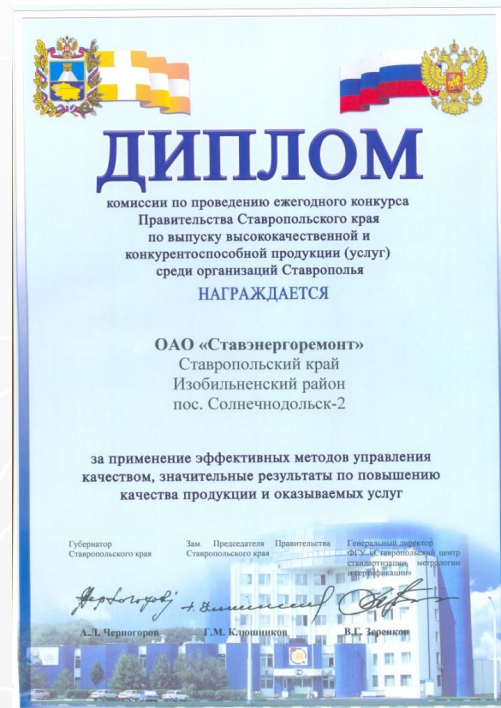 ДИПЛОМ
комиссии по проведению ежегодного конкурса
Правительства Ставропольского края
по выпуску высококачественной и
конкурентоспособной продукции (услуг)
среди организаций Ставрополья
НАГРАЖДАЕТСЯ
ОАО «Ставэнергоремонт»
Ставропольский край
Изобильненский район
пос. Солнечнодольск-2
за применение эффективных методов управления
качеством, значительные результаты по повышению
качества продукции и оказываемых услуг
Губернатор
Ставропольского края
Зам. Председателя Правительства
Ставропольского края
Генеральный директор
ФГУ «Ставропольский центр
стандартизации метрологии
и сертификации»
А.Л. Черногоров
Г.М. Клюшников
В.Г. Зеренков